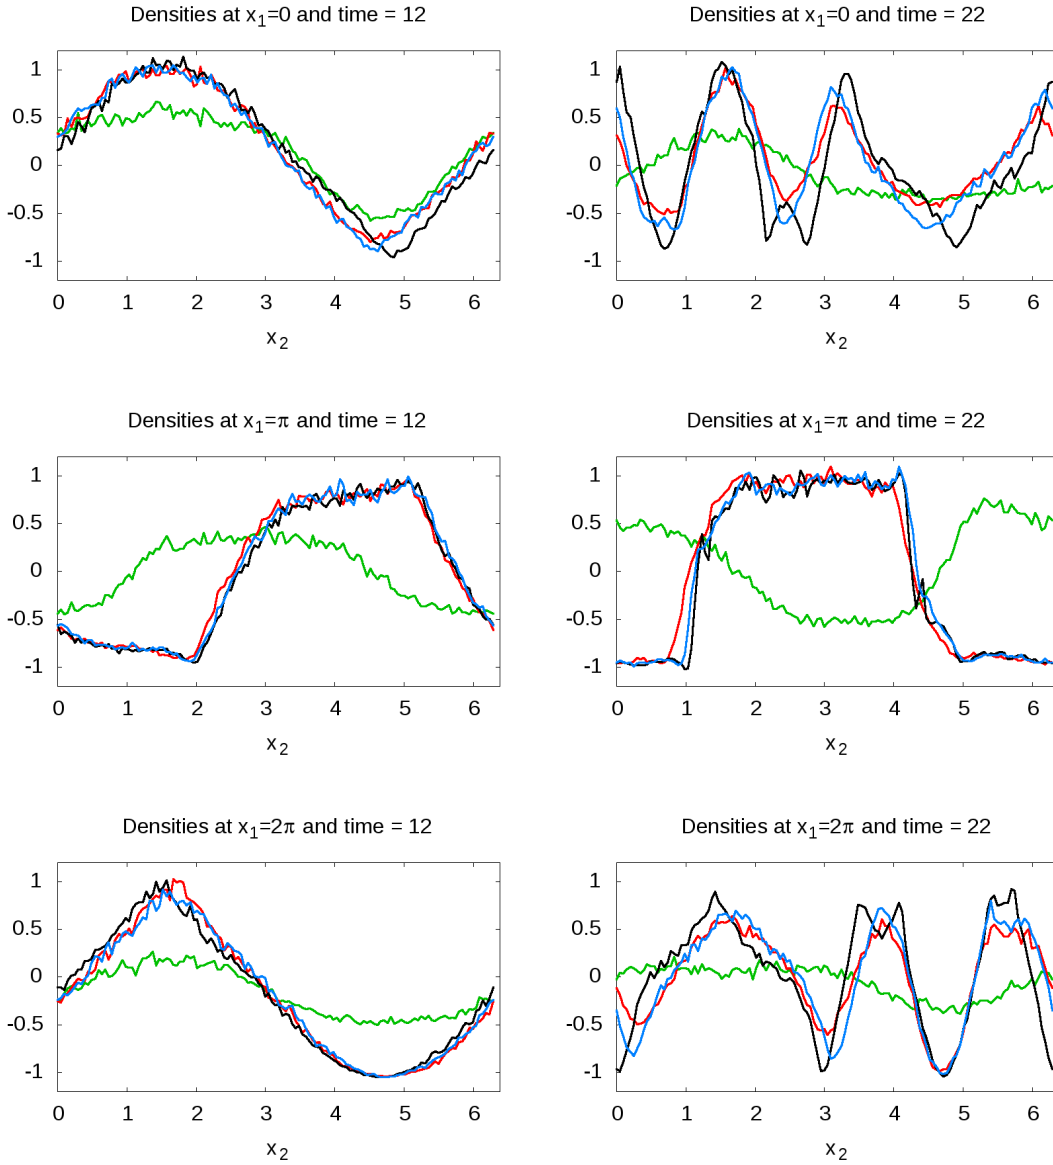 Densities at x1=0 and time = 12
1
0.5
0
-0.5
-1
0 1 2 3 4 5 6
x2
Densities at x1=0 and time = 22
1
0.5
0
-0.5
-1
0 1 2 3 4 5 6
x2
Densities at x1=π and time = 12
1
0.5
0
-0.5
-1
0 1 2 3 4 5 6
x2
Densities at x1=π and time = 22
1
0.5
0
-0.5
-1
0 1 2 3 4 5 6
x2
Densities at x1=2π and time = 12
1
0.5
0
-0.5
-1
0 1 2 3 4 5 6
x2
Densities at x1=2π and time = 22
1
0.5
0
-0.5
-1
0 1 2 3 4 5 6
x2